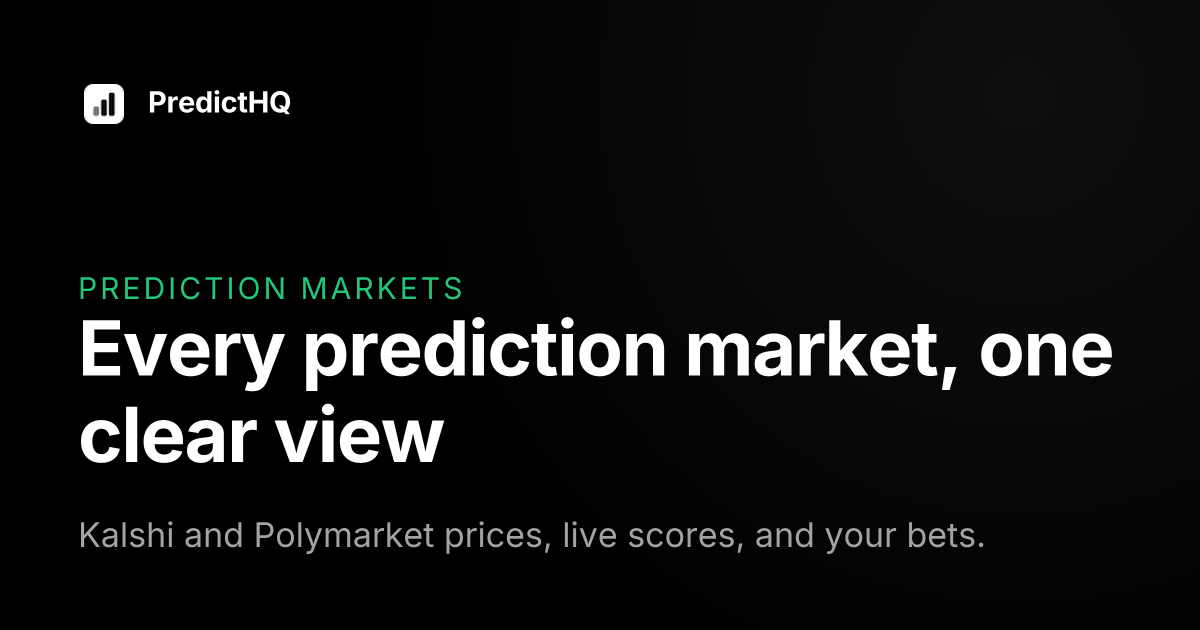 PredictHQ
PREDICTION MARKETS
Every prediction market, one
clear view
Kalshi and Polymarket prices, live scores, and your bets.